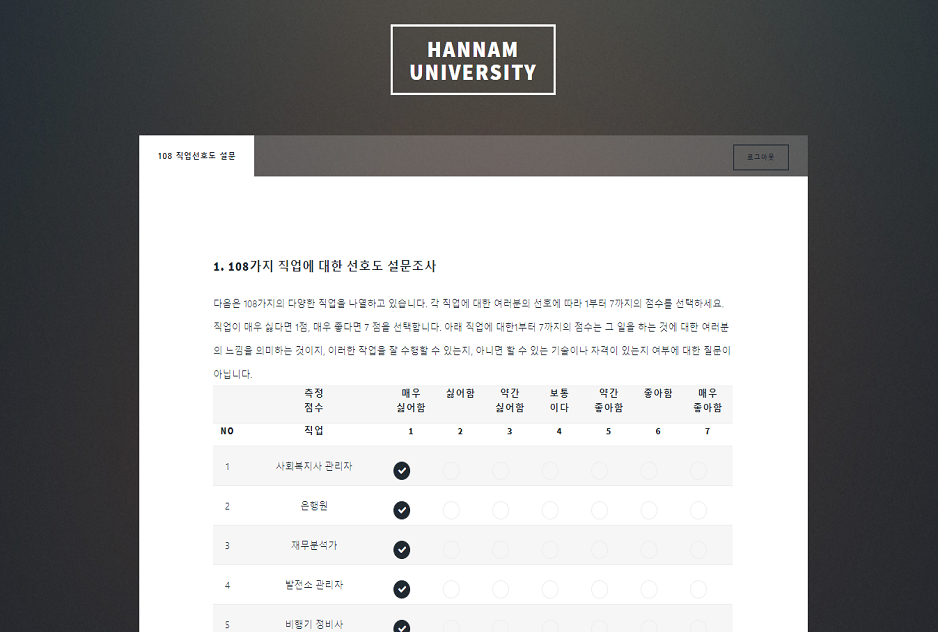 HANNAM
UNIVERSITY
108 직업선호도 설문
로그아웃
1. 108가지 직업에 대한 선호도 설문조사
다음은 108가지의 다양한 직업을 나열하고 있습니다. 각 직업에 대한 여러분의 선호에 따라 1부터 7까지의 점수를 선택하세요.
직업이 매우 싫다면 1점, 매우 좋다면 7 점을 선택합니다. 아래 직업에 대한1부터 7까지의 점수는 그 일을 하는 것에 대한 여러분
의 느낌을 의미하는 것이지, 이러한 작업을 잘 수행할 수 있는지, 아니면 할 수 있는 기술이나 자격이 있는지 여부에 대한 질문이
아닙니다.
측정 점수 매우 싫어함 싫어함 약간 싫어함 보통 이다 약간 좋아함 좋아함 매우 좋아함
NO 직업 1 2 3 4 5 6 7
1 사회복지사 관리자
2 은행원
3 재무분석가
4 발전소 관리자
5 비행기 정비사